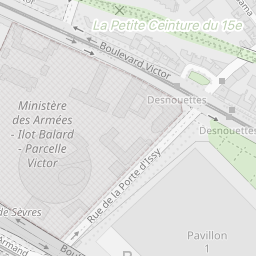 La Petite Ceinture du 15e
Boulevard Victor
Desnouettes
Desnouettes
Ministère
des Armées
- Ilot Balard
- Parcelle
Victor
Rue de la Porte d'Issy
de Sèvres
Pavillon
1